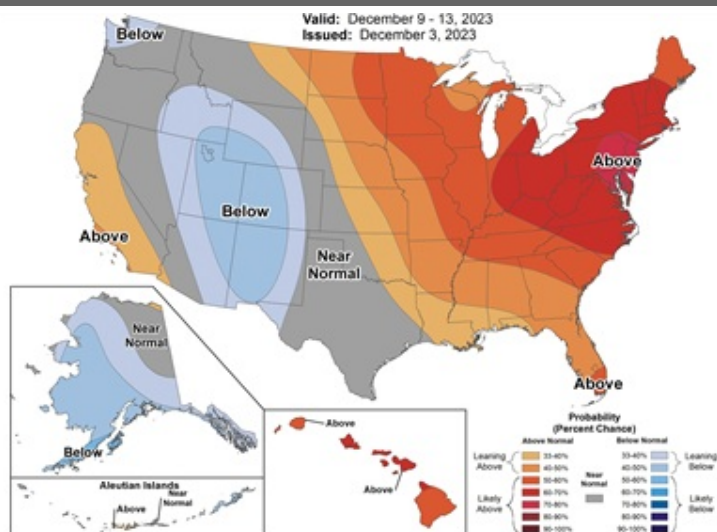 Valid: December 9 - 13, 2023
Issued: December 3, 2023
Below
Above
Below
Above
Near
Normal
Above
Near
Normal
Below
Aleutian Islands
Above
Near
Normal
Above
Above
Probability
(Percent Chance)
Above Normal
Below Normal
Leaning
Above
33-40%
40-50%
50-60%
Likely
Above
60-70%
70-80%
80-90%
90-100%
Near
Normal
33-40%
40-50%
50-60%
60-70%
70-80%
80-90%
90-100%
Leaning
Below
Likely
Below